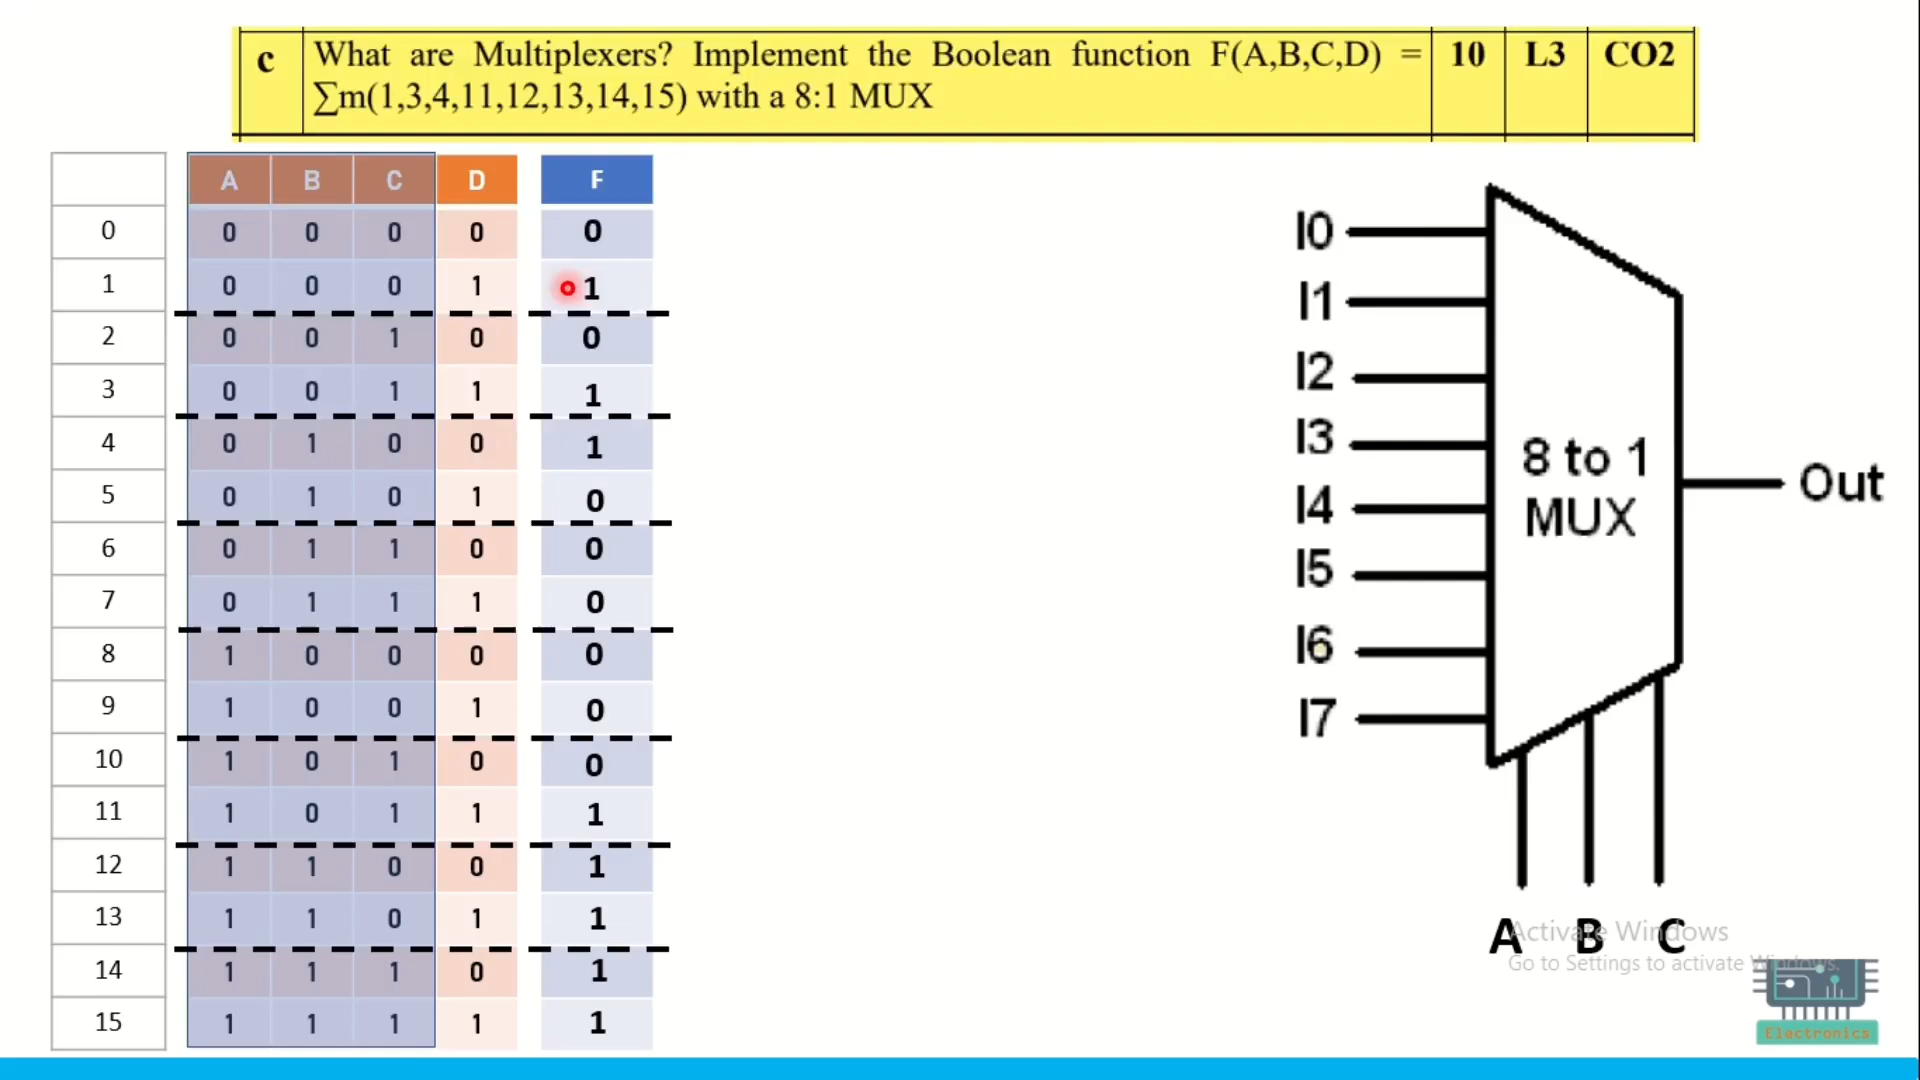 c What are Multiplexers? Implement the Boolean function F(A,B,C,D) = 10 L3 CO2
∑m(1,3,4,11,12,13,14,15) with a 8:1 MUX
A B C D F
0 0 0 0 0 0
1 0 0 0 1 1
2 0 0 1 0 0
3 0 0 1 1 1
4 0 1 0 0 1
5 0 1 0 1 0
6 0 1 1 0 0
7 0 1 1 1 0
8 1 0 0 0 0
9 1 0 0 1 0
10 1 0 1 0 0
11 1 0 1 1 1
12 1 1 0 0 1
13 1 1 0 1 1
14 1 1 1 0 1
15 1 1 1 1 1
I0
I1
I2
I3
I4
I5
I6
I7
8 to 1
MUX
Out
A B C
Activate Windows
Go to Settings to activate Windows.
Electronics